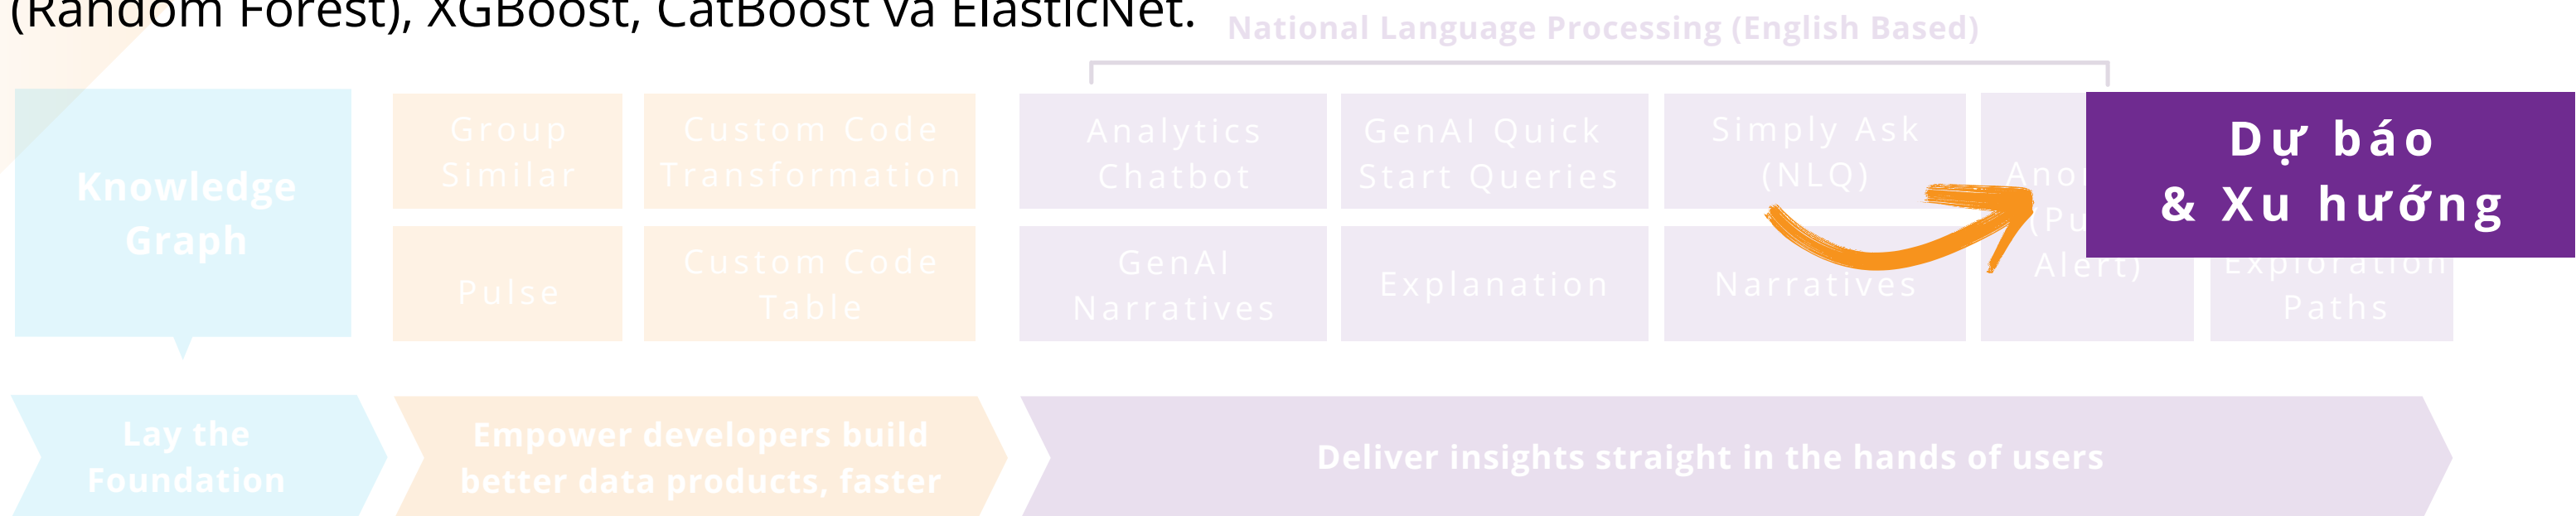 (Random Forest), XGBoost, CatBoost và ElasticNet.
National Language Processing (English Based)
Knowledge
Graph
Group
Similar
Custom Code
Transformation
Pulse
Custom Code
Table
Analytics
Chatbot
GenAI Quick
Start Queries
Simply Ask
(NLQ)
GenAI
Narratives
Explanation
Narratives
Alert)
Dự báo
& Xu hướng
Exploration
Paths
Lay the
Foundation
Empower developers build
better data products, faster
Deliver insights straight in the hands of users